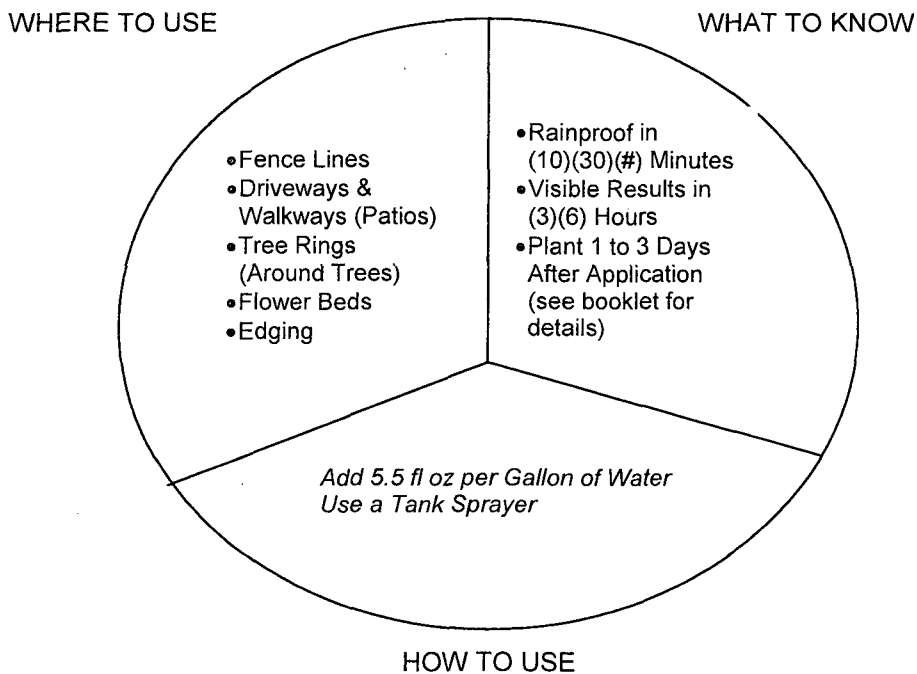 WHERE TO USE
• Fence Lines
• Driveways &
Walkways (Patios)
• Tree Rings
(Around Trees)
• Flower Beds
• Edging
WHAT TO KNOW
• Rainproof in
(10)(30)(#) Minutes
• Visible Results in
(3)(6) Hours
• Plant 1 to 3 Days
After Application
(see booklet for
details)
Add 5.5 fl oz per Gallon of Water
Use a Tank Sprayer
HOW TO USE